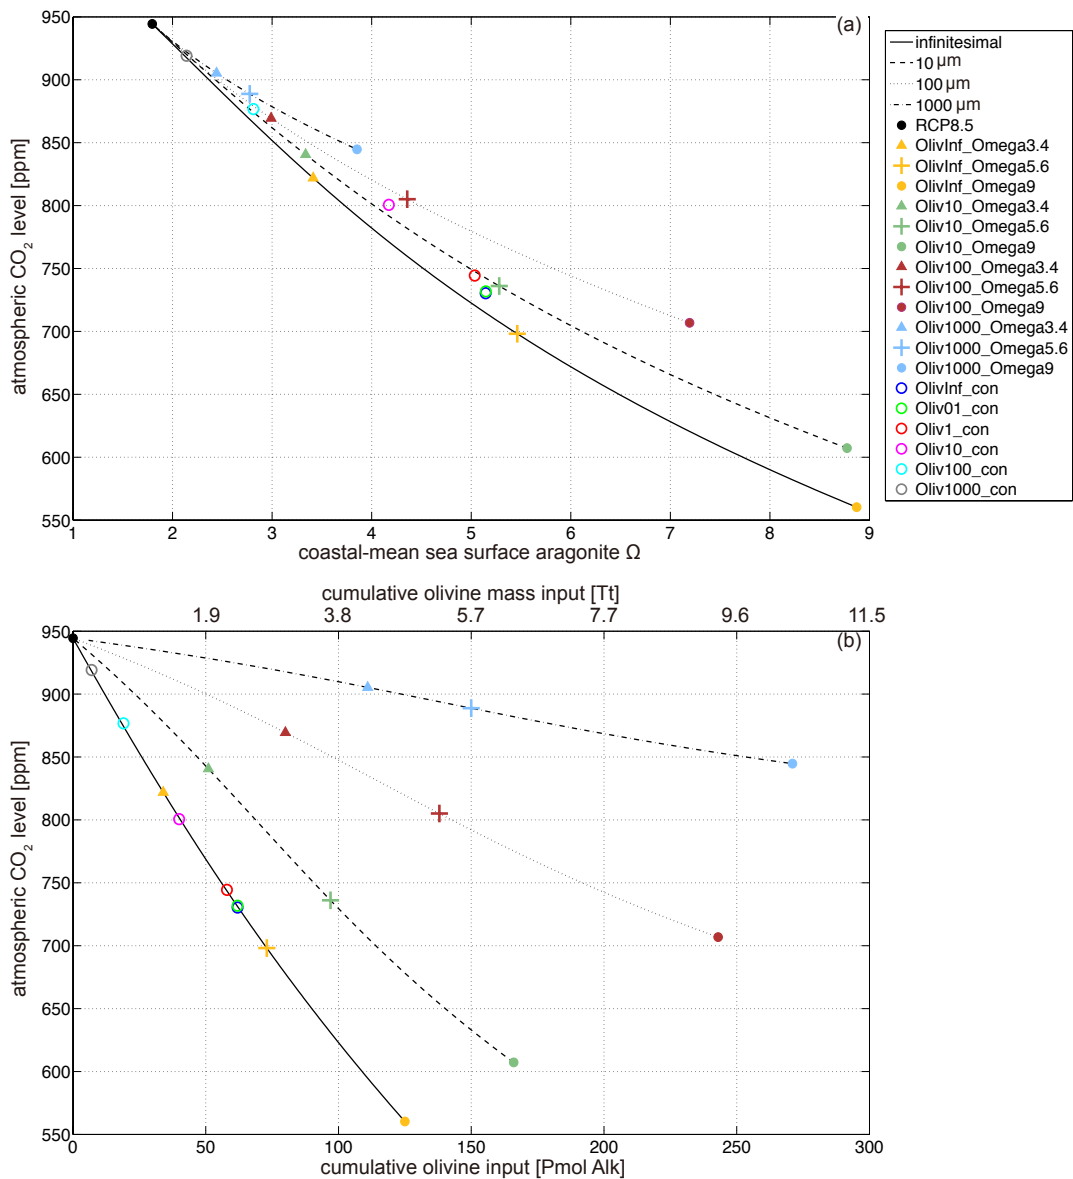 (a)
950
900
850
800
750
700
650
600
550
atmospheric CO2 level [ppm]
1 2 3 4 5 6 7 8 9
coastal-mean sea surface aragonite Ω
infinitesimal
10 µm
100 µm
1000 µm
RCP8.5
OlivInf_Omega3.4
OlivInf_Omega5.6
OlivInf_Omega9
Oliv10_Omega3.4
Oliv10_Omega5.6
Oliv10_Omega9
Oliv100_Omega3.4
Oliv100_Omega5.6
Oliv100_Omega9
Oliv1000_Omega3.4
Oliv1000_Omega5.6
Oliv1000_Omega9
OlivInf_con
Oliv01_con
Oliv1_con
Oliv10_con
Oliv100_con
Oliv1000_con
cumulative olivine mass input [Tt]
1.9 3.8 5.7 7.7 9.6 11.5
(b)
950
900
850
800
750
700
650
600
550
atmospheric CO2 level [ppm]
0 50 100 150 200 250 300
cumulative olivine input [Pmol Alk]